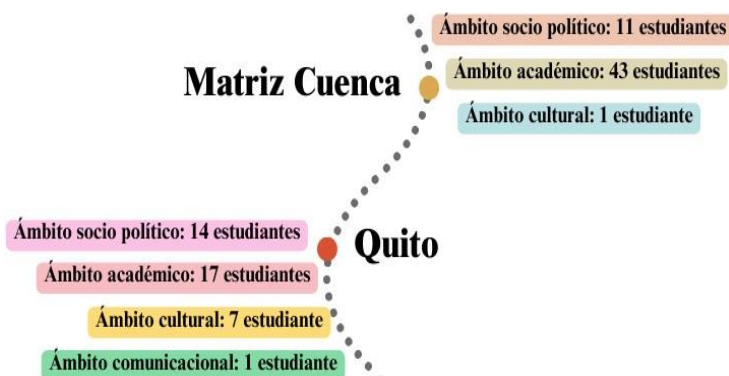 Ámbito socio político: 11 estudiantes
Matriz Cuenca
Ámbito académico: 43 estudiantes
Ámbito cultural: 1 estudiante
Ámbito socio político: 14 estudiantes
Quito
Ámbito académico: 17 estudiantes
Ámbito cultural: 7 estudiante
Ámbito comunicacional: 1 estudiante